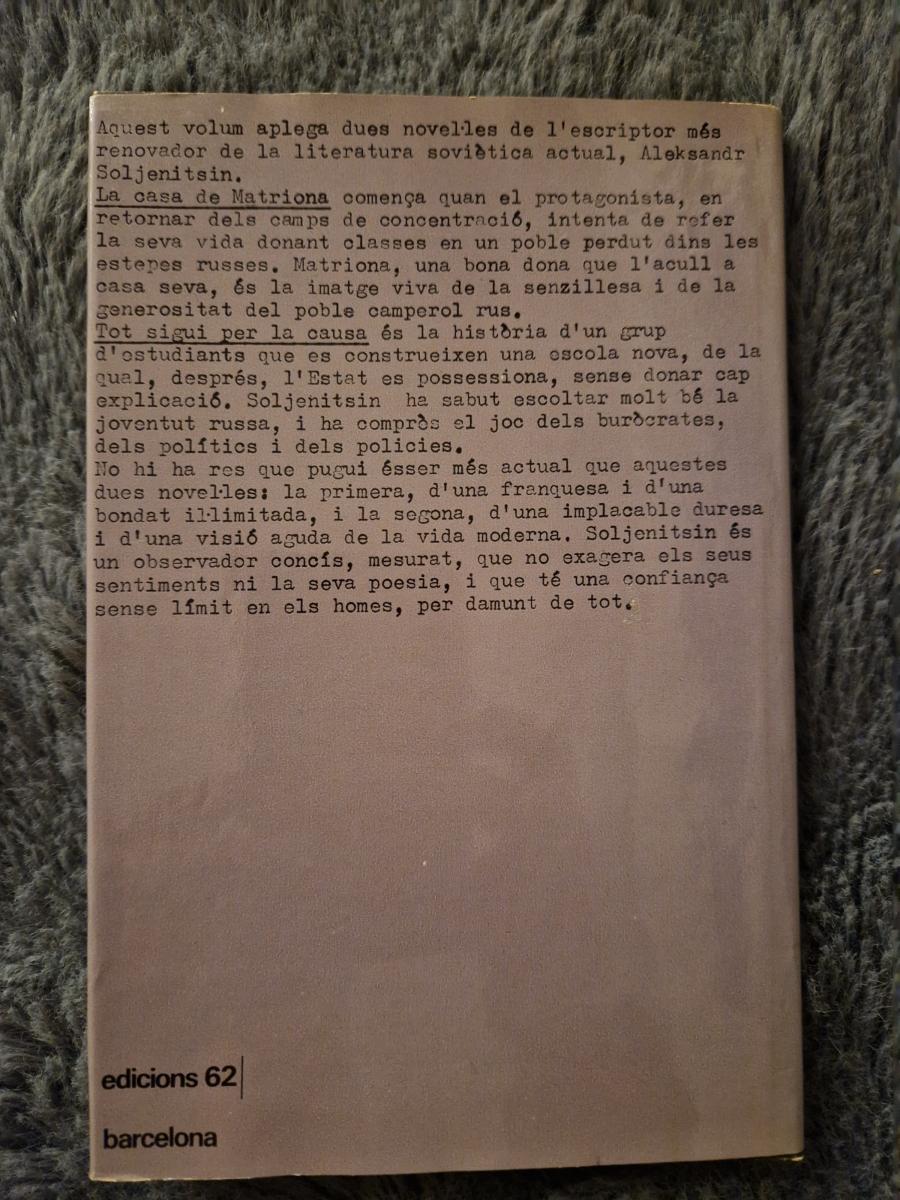 Aquest volum aplega dues novel·les de l'escriptor més
renovador de la literatura soviètica actual, Aleksandr
Soljenitsin.
La casa de Matriona comença quan el protagonista, en
retornar dels camps de concentració, intenta de refer
la seva vida donant classes en un poble perdut dins les
estepes russes. Matriona, una bona dona que l'acull a
casa seva, és la imatge viva de la senzillesa i de la
generositat del poble camperol rus.
Tot sigui per la causa és la història d'un grup
d'estudiants que es construeixen una escola nova, de la
qual, després, l'Estat es possessiona, sense donar cap
explicació. Soljenitsin ha sabut escoltar molt bé la
joventut russa, i ha comprès el joc dels buròcrates,
dels polítics i dels policies.
No hi ha res que pugui ésser més actual que aquestes
dues novel·les: la primera, d'una franquesa i d'una
bondat il·limitada, i la segona, d'una implacable duresa
i d'una visió aguda de la vida moderna. Soljenitsin és
un observador concís, mesurat, que no exagera els seus
sentiments ni la seva poesia, i que té una confiança
sense límit en els homes, per damunt de tot.
edicions 62
barcelona